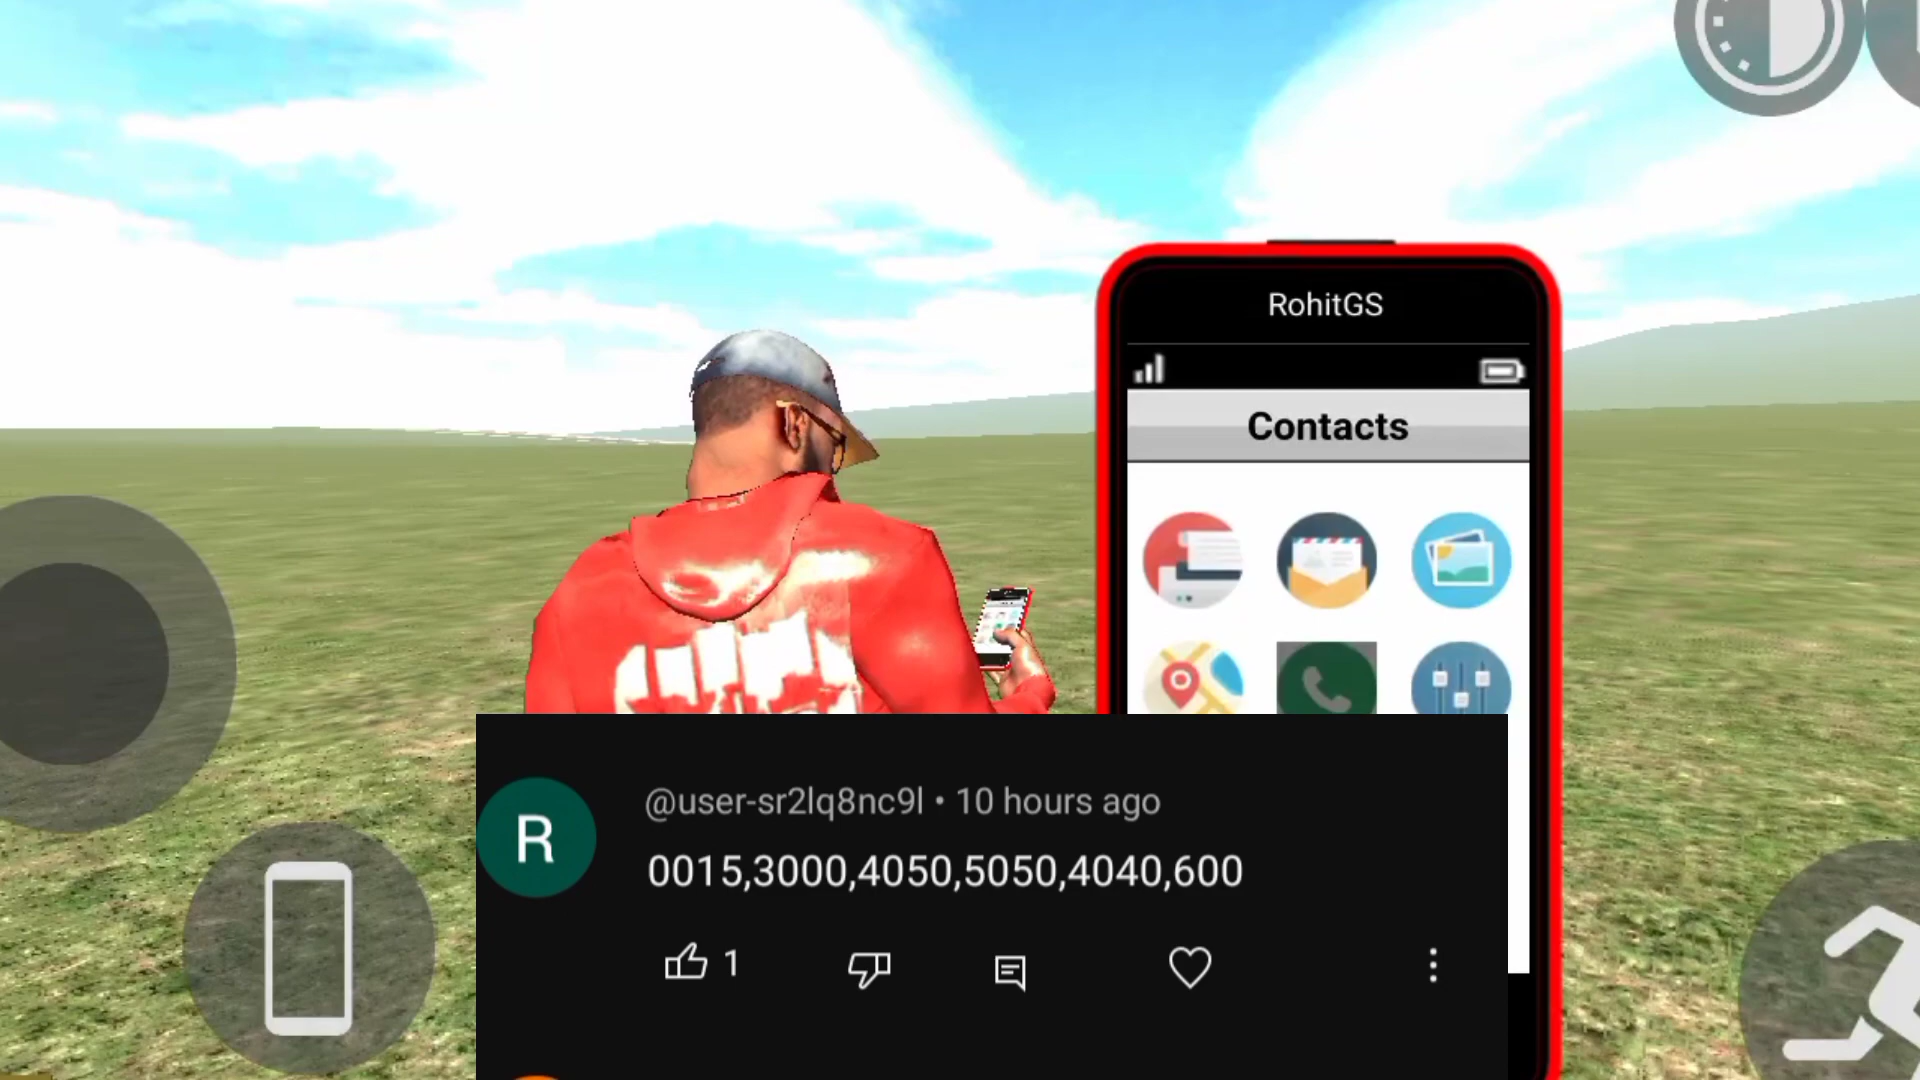 RohitGS
Contacts
@user-sr2lq8nc9l • 10 hours ago
R
0015,3000,4050,5050,4040,600
1